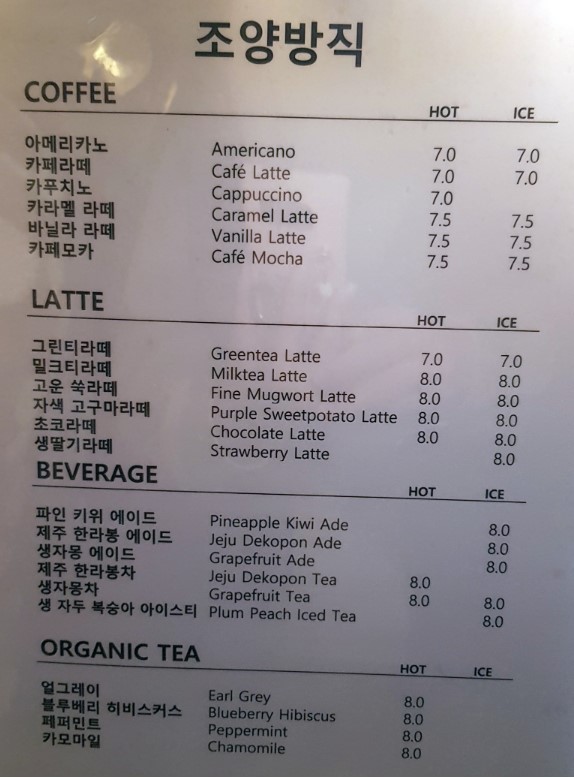 조양방직
COFFEE HOT ICE
아메리카노 Americano 7.0 7.0
카페라떼 Café Latte 7.0 7.0
카푸치노 Cappuccino 7.0
카라멜 라떼 Caramel Latte 7.5 7.5
바닐라 라떼 Vanilla Latte 7.5 7.5
카페모카 Café Mocha 7.5 7.5
LATTE HOT ICE
그린티라떼 Greentea Latte 7.0 7.0
밀크티라떼 Milktea Latte 8.0 8.0
고운 쑥라떼 Fine Mugwort Latte 8.0 8.0
자색 고구마라떼 Purple Sweetpotato Latte 8.0 8.0
초코라떼 Chocolate Latte 8.0 8.0
생딸기라떼 Strawberry Latte 8.0
BEVERAGE HOT ICE
파인 키위 에이드 Pineapple Kiwi Ade 8.0
제주 한라봉 에이드 Jeju Dekopon Ade 8.0
생자몽 에이드 Grapefruit Ade 8.0
제주 한라봉차 Jeju Dekopon Tea 8.0
생자몽차 Grapefruit Tea 8.0 8.0
생 자두 복숭아 아이스티 Plum Peach Iced Tea 8.0
ORGANIC TEA HOT ICE
얼그레이 Earl Grey 8.0
블루베리 히비스커스 Blueberry Hibiscus 8.0
페퍼민트 Peppermint 8.0
카모마일 Chamomile 8.0